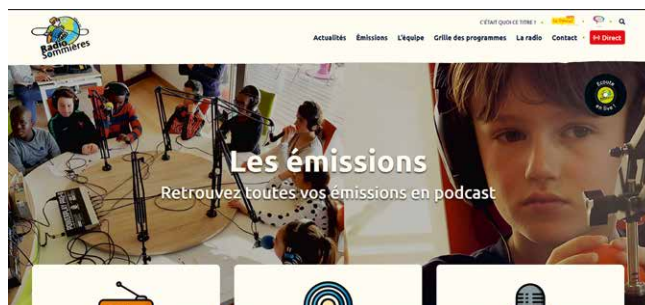 Radio
Sommières
C'ÉTAIT QUOI CE TITRE !
Actualités Émissions L'équipe Grille des programmes La radio Contact Direct
Ecoute
en live !
Les émissions
Retrouvez toutes vos émissions en podcast